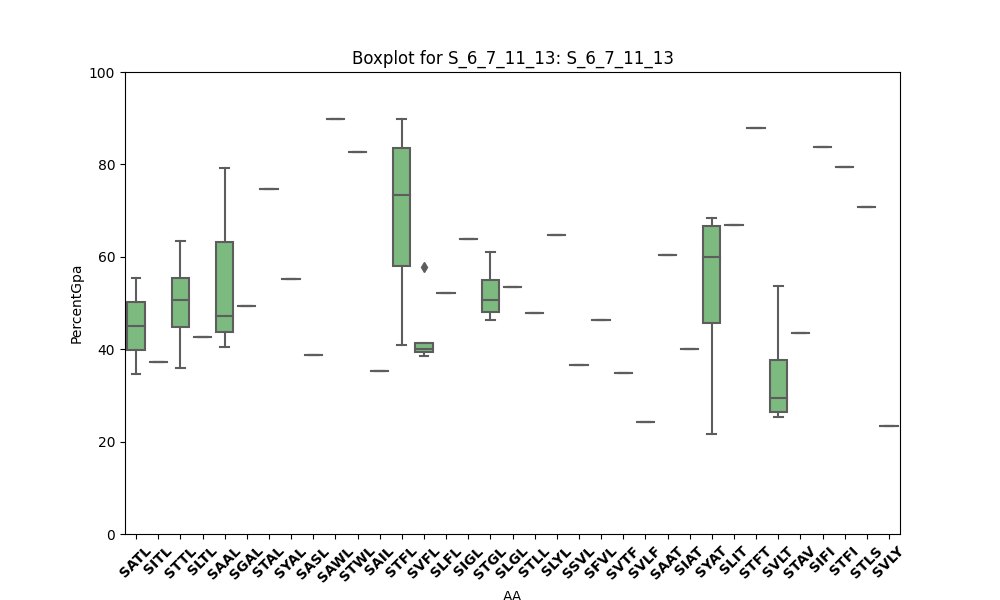 Boxplot for S_6_7_11_13: S_6_7_11_13
100
80
60
40
20
0
PercentGpa
SATL
SITL
STTL
SLTL
SAAL
SGAL
STAL
SYAL
SASL
SAWL
STWL
SAIL
STFL
SVFL
SLFL
SIGL
STGL
SLGL
STLL
SLYL
SSVL
SFVL
SVTF
SVLF
SAAT
SIAT
SYAT
SLIT
STFT
SVLT
STAV
SIFI
STFI
STLS
SVLY
AA